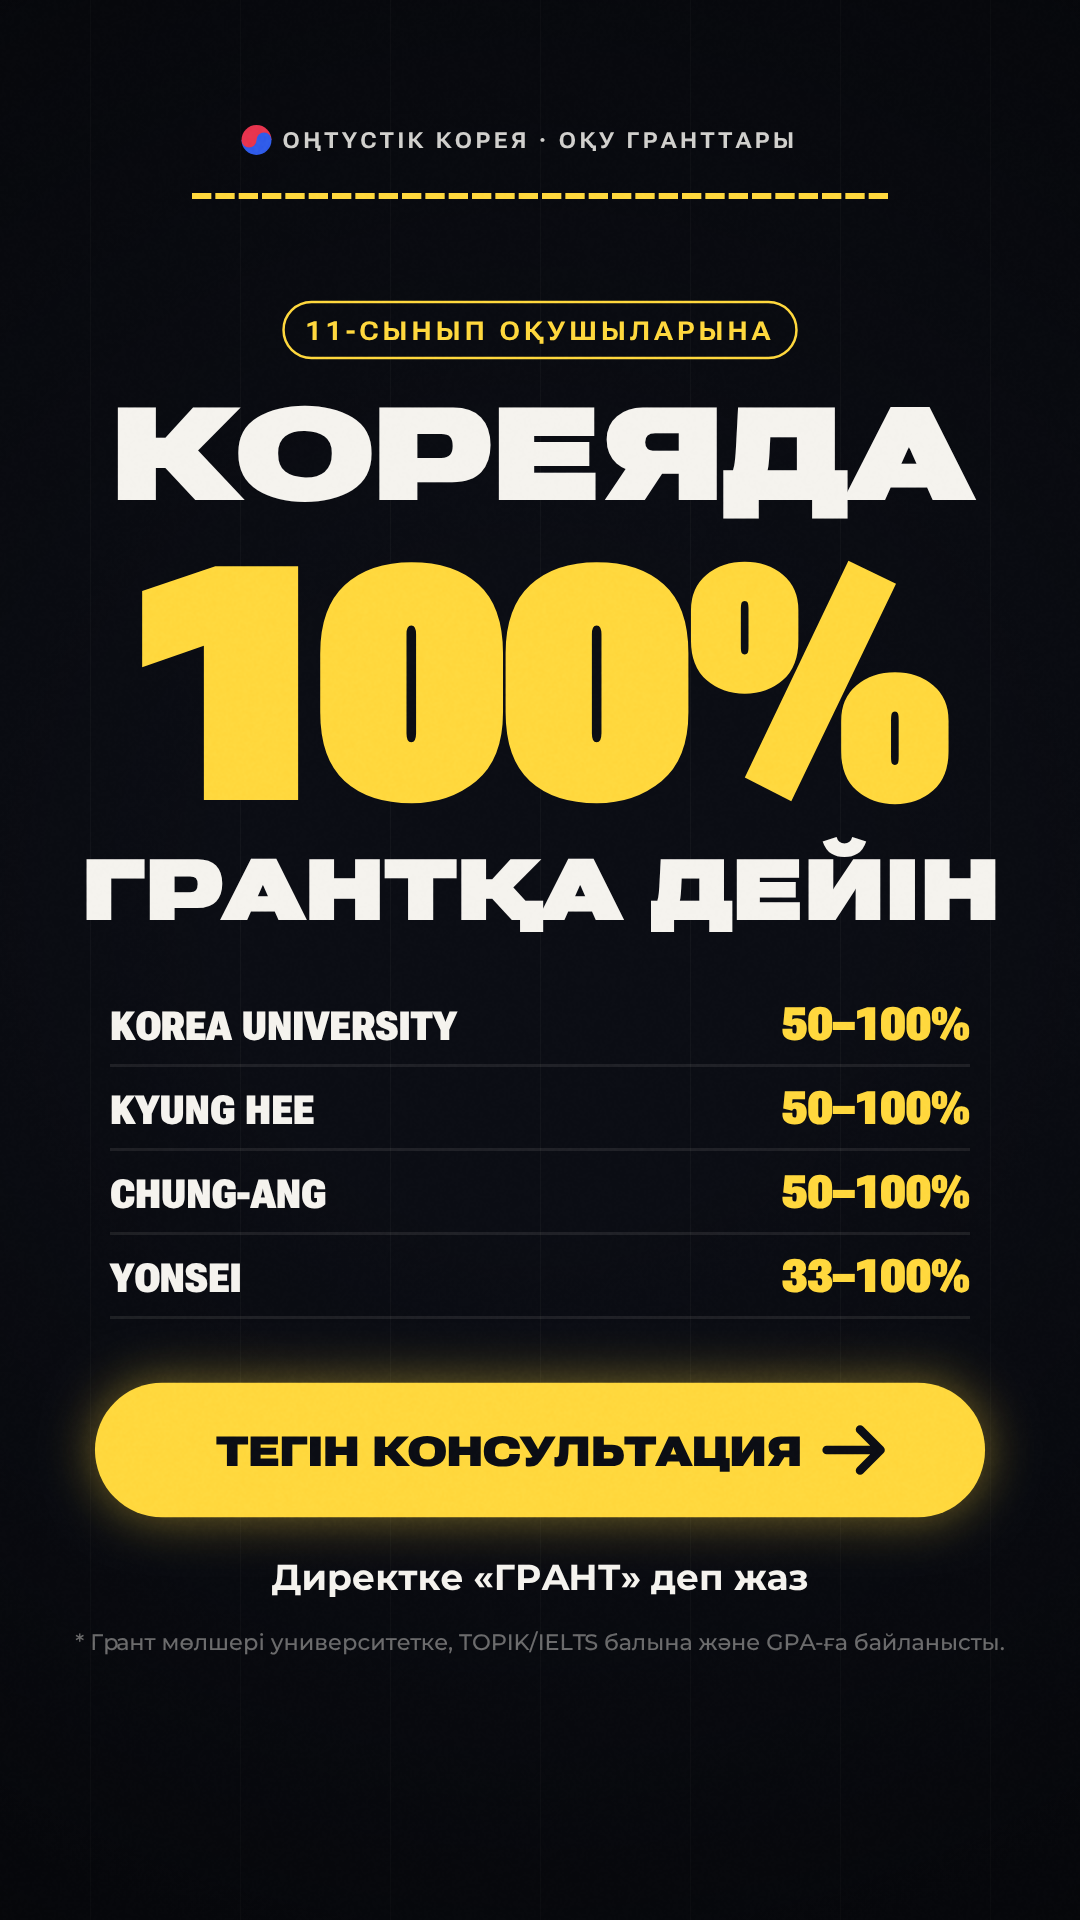 ОҢТҮСТІК КОРЕЯ · ОҚУ ГРАНТТАРЫ
11-СЫНЫП ОҚУШЫЛАРЫНА
КОРЕЯДА
100%
ГРАНТҚА ДЕЙІН
KOREA UNIVERSITY 50–100%
KYUNG HEE 50–100%
CHUNG-ANG 50–100%
YONSEI 33–100%
ТЕГІН КОНСУЛЬТАЦИЯ →
Директке «ГРАНТ» деп жаз
* Грант мөлшері университетке, TOPIK/IELTS балына және GPA-ға байланысты.